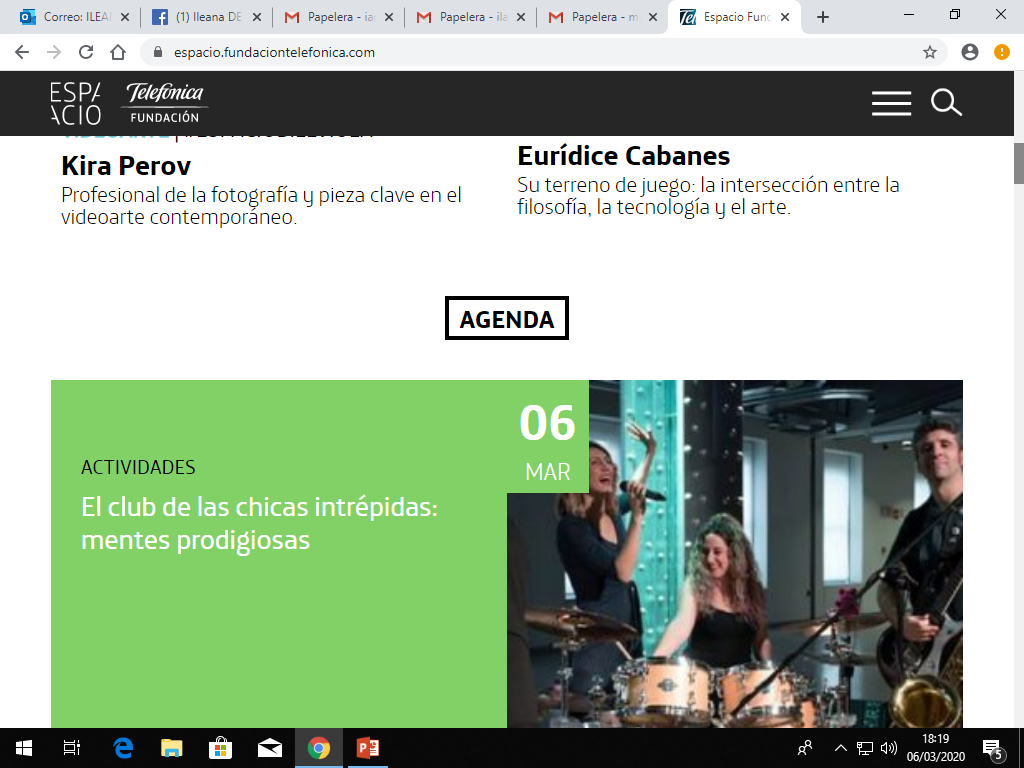 Correo: ILEA
(1) Ileana DE
Papelera - ia
Papelera - ila
Papelera - m
Espacio Func
espacio.fundaciontelefonica.com
ESPA
ACIO
Telefónica
FUNDACIÓN
Kira Perov
Profesional de la fotografía y pieza clave en el
videoarte contemporáneo.
Eurídice Cabanes
Su terreno de juego: la intersección entre la
filosofía, la tecnología y el arte.
AGENDA
06
MAR
ACTIVIDADES
El club de las chicas intrépidas:
mentes prodigiosas
18:19
06/03/2020
5